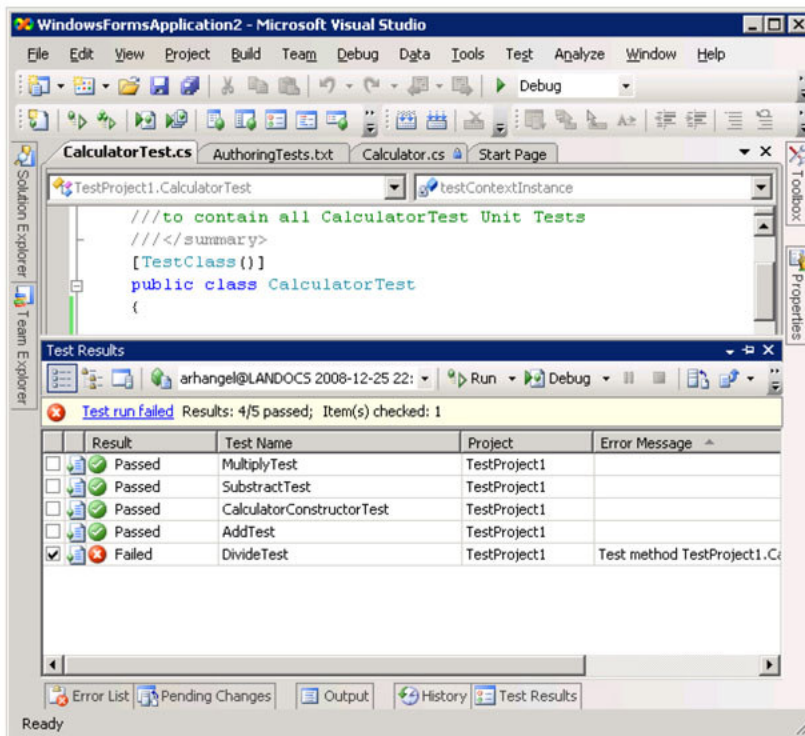 WindowsFormsApplication2 - Microsoft Visual Studio
File Edit View Project Build Team Debug Data Tools Test Analyze Window Help
Debug
CalculatorTest.cs AuthoringTests.txt Calculator.cs Start Page
TestProject1.CalculatorTest testContextInstance
///to contain all CalculatorTest Unit Tests
///</summary>
[TestClass()]
public class CalculatorTest
{
Solution Explorer
Team Explorer
Toolbox
Properties
Test Results
arhangel@LANDOCS 2008-12-25 22: Run Debug
Test run failed Results: 4/5 passed; Item(s) checked: 1
Result Test Name Project Error Message
Passed MultiplyTest TestProject1
Passed SubstractTest TestProject1
Passed CalculatorConstructorTest TestProject1
Passed AddTest TestProject1
Failed DivideTest TestProject1 Test method TestProject1.Ca
Error List Pending Changes Output History Test Results
Ready